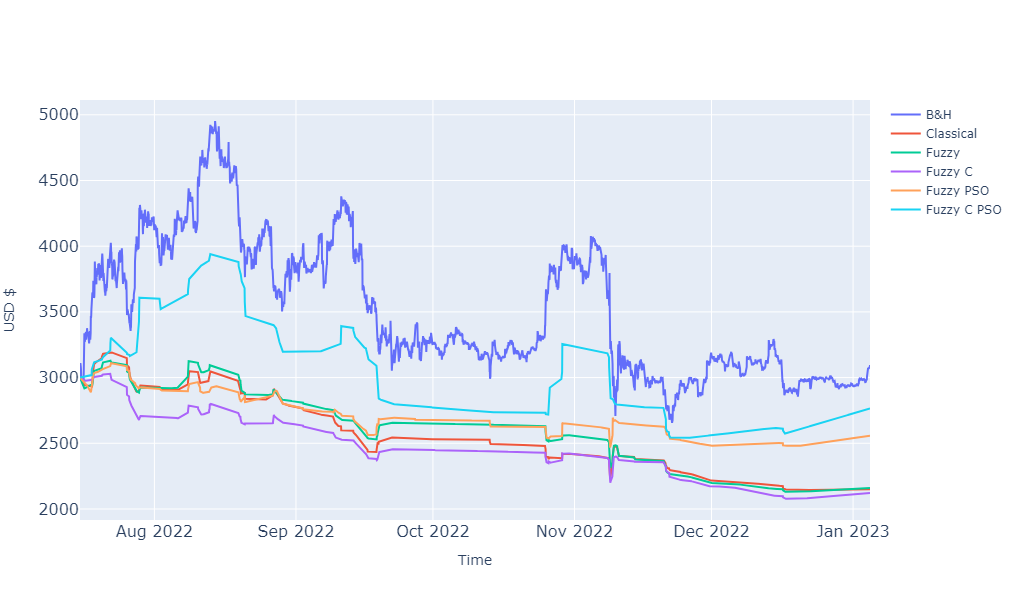 5000
4500
4000
3500
3000
2500
2000
USD $
Aug 2022
Sep 2022
Oct 2022
Nov 2022
Dec 2022
Jan 2023
Time
B&H
Classical
Fuzzy
Fuzzy C
Fuzzy PSO
Fuzzy C PSO